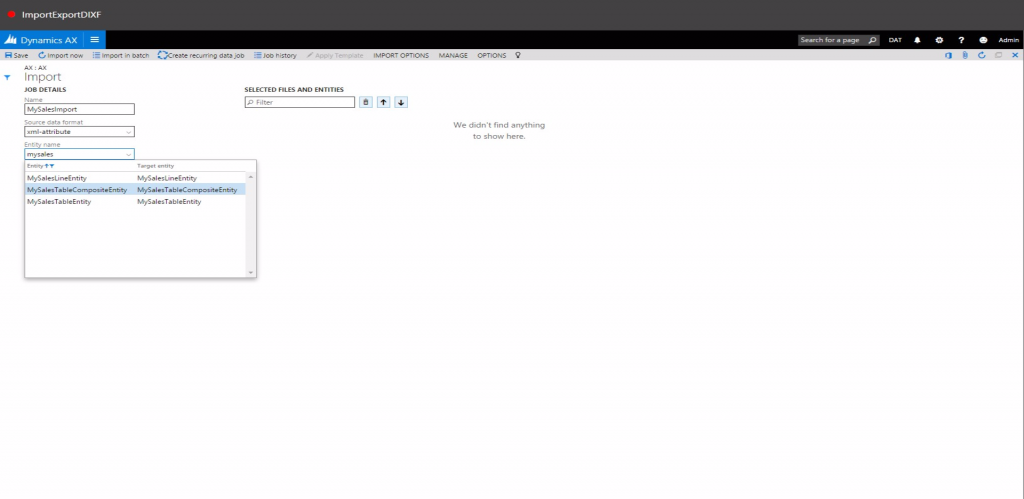 ImportExportDIXF
Dynamics AX
Search for a page
DAT
Admin
Save Import now Import in batch Create recurring data job Job history Apply Template IMPORT OPTIONS MANAGE OPTIONS
AX : AX
Import
JOB DETAILS
Name
MySalesImport
Source data format
xml-attribute
Entity name
mysales
Entity Target entity
MySalesLineEntity MySalesLineEntity
MySalesTableCompositeEntity MySalesTableCompositeEntity
MySalesTableEntity MySalesTableEntity
SELECTED FILES AND ENTITIES
Filter
We didn't find anything
to show here.